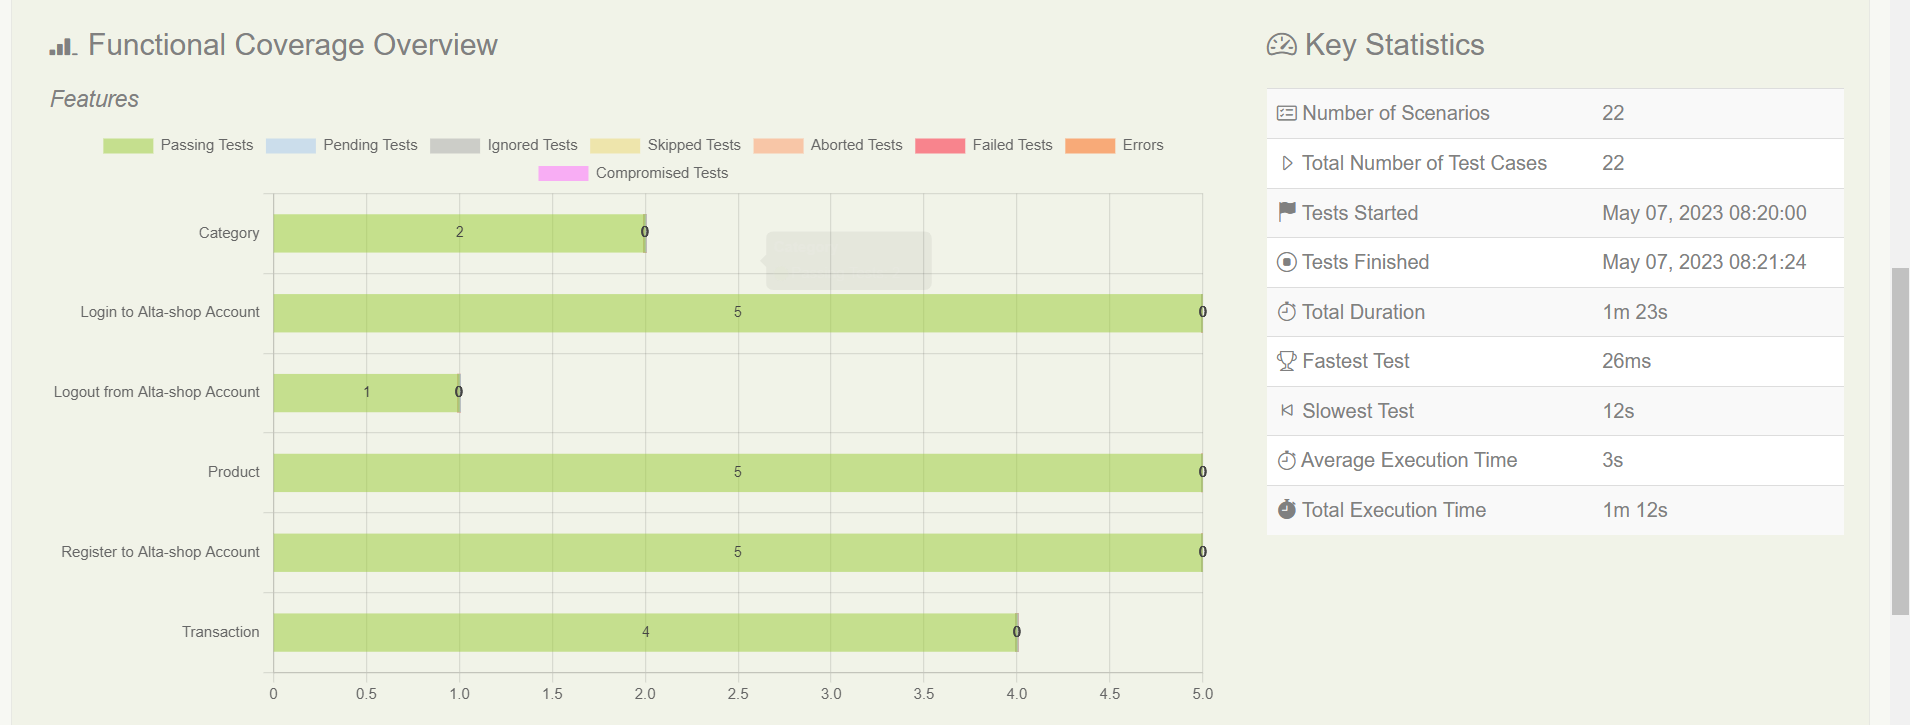 Functional Coverage Overview
Features
Passing Tests Pending Tests Ignored Tests Skipped Tests Aborted Tests Failed Tests Errors
Compromised Tests
Category 2 0
Login to Alta-shop Account 5 0
Logout from Alta-shop Account 1 0
Product 5 0
Register to Alta-shop Account 5 0
Transaction 4 0
0 0.5 1.0 1.5 2.0 2.5 3.0 3.5 4.0 4.5 5.0
Key Statistics
Number of Scenarios 22
Total Number of Test Cases 22
Tests Started May 07, 2023 08:20:00
Tests Finished May 07, 2023 08:21:24
Total Duration 1m 23s
Fastest Test 26ms
Slowest Test 12s
Average Execution Time 3s
Total Execution Time 1m 12s